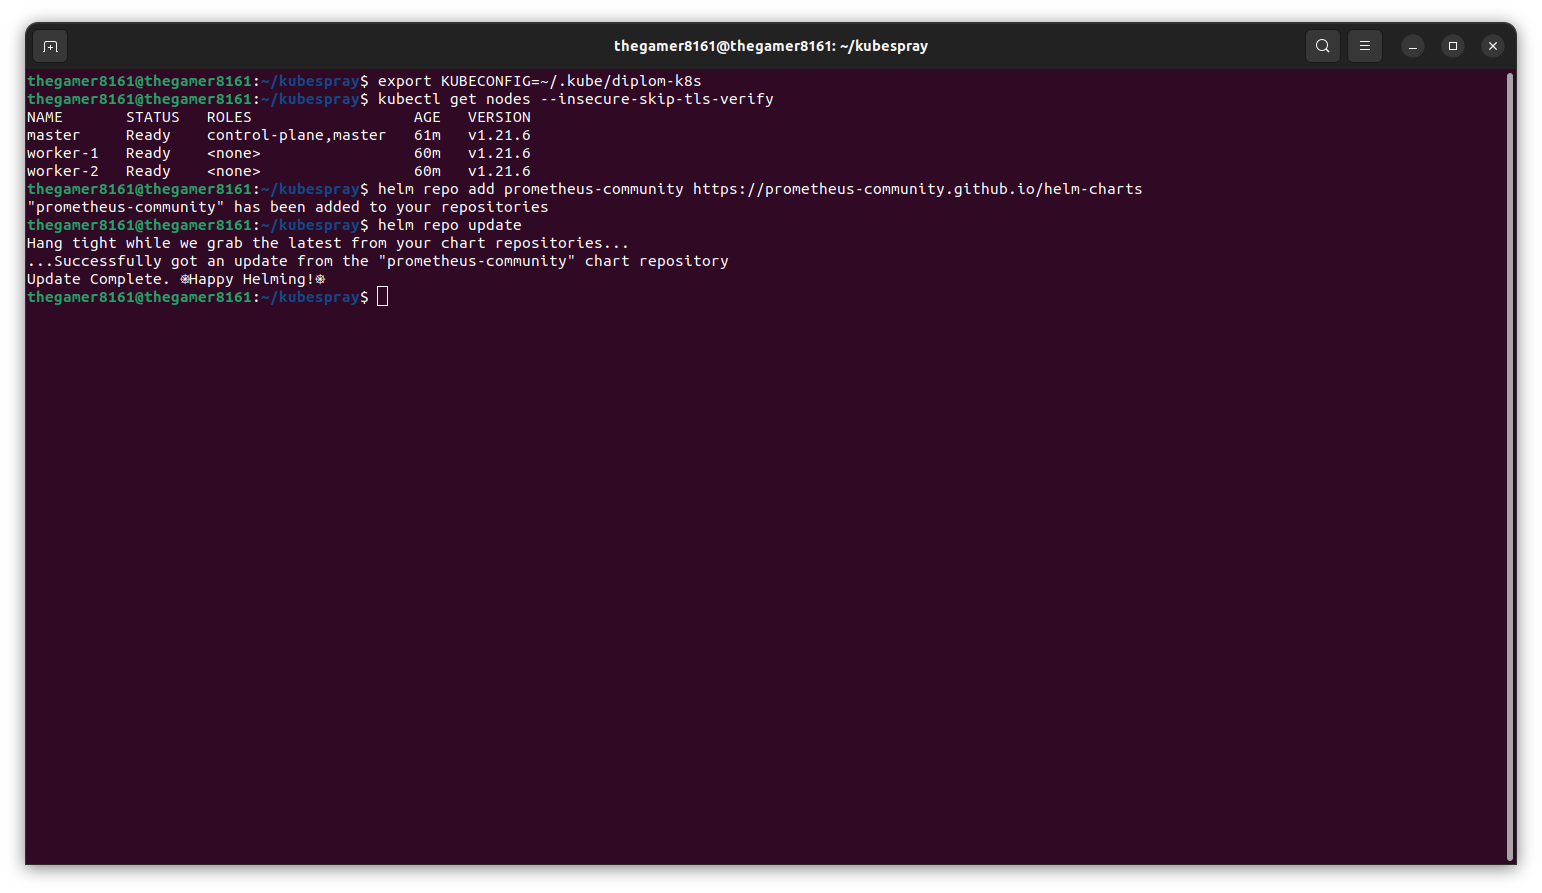 thegamer8161@thegamer8161: ~/kubespray
thegamer8161@thegamer8161:~/kubespray$ export KUBECONFIG=~/.kube/diplom-k8s
thegamer8161@thegamer8161:~/kubespray$ kubectl get nodes --insecure-skip-tls-verify
NAME       STATUS   ROLES                  AGE   VERSION
master     Ready    control-plane,master   61m   v1.21.6
worker-1   Ready    <none>                 60m   v1.21.6
worker-2   Ready    <none>                 60m   v1.21.6
thegamer8161@thegamer8161:~/kubespray$ helm repo add prometheus-community https://prometheus-community.github.io/helm-charts
"prometheus-community" has been added to your repositories
thegamer8161@thegamer8161:~/kubespray$ helm repo update
Hang tight while we grab the latest from your chart repositories...
...Successfully got an update from the "prometheus-community" chart repository
Update Complete. ⎈Happy Helming!⎈
thegamer8161@thegamer8161:~/kubespray$